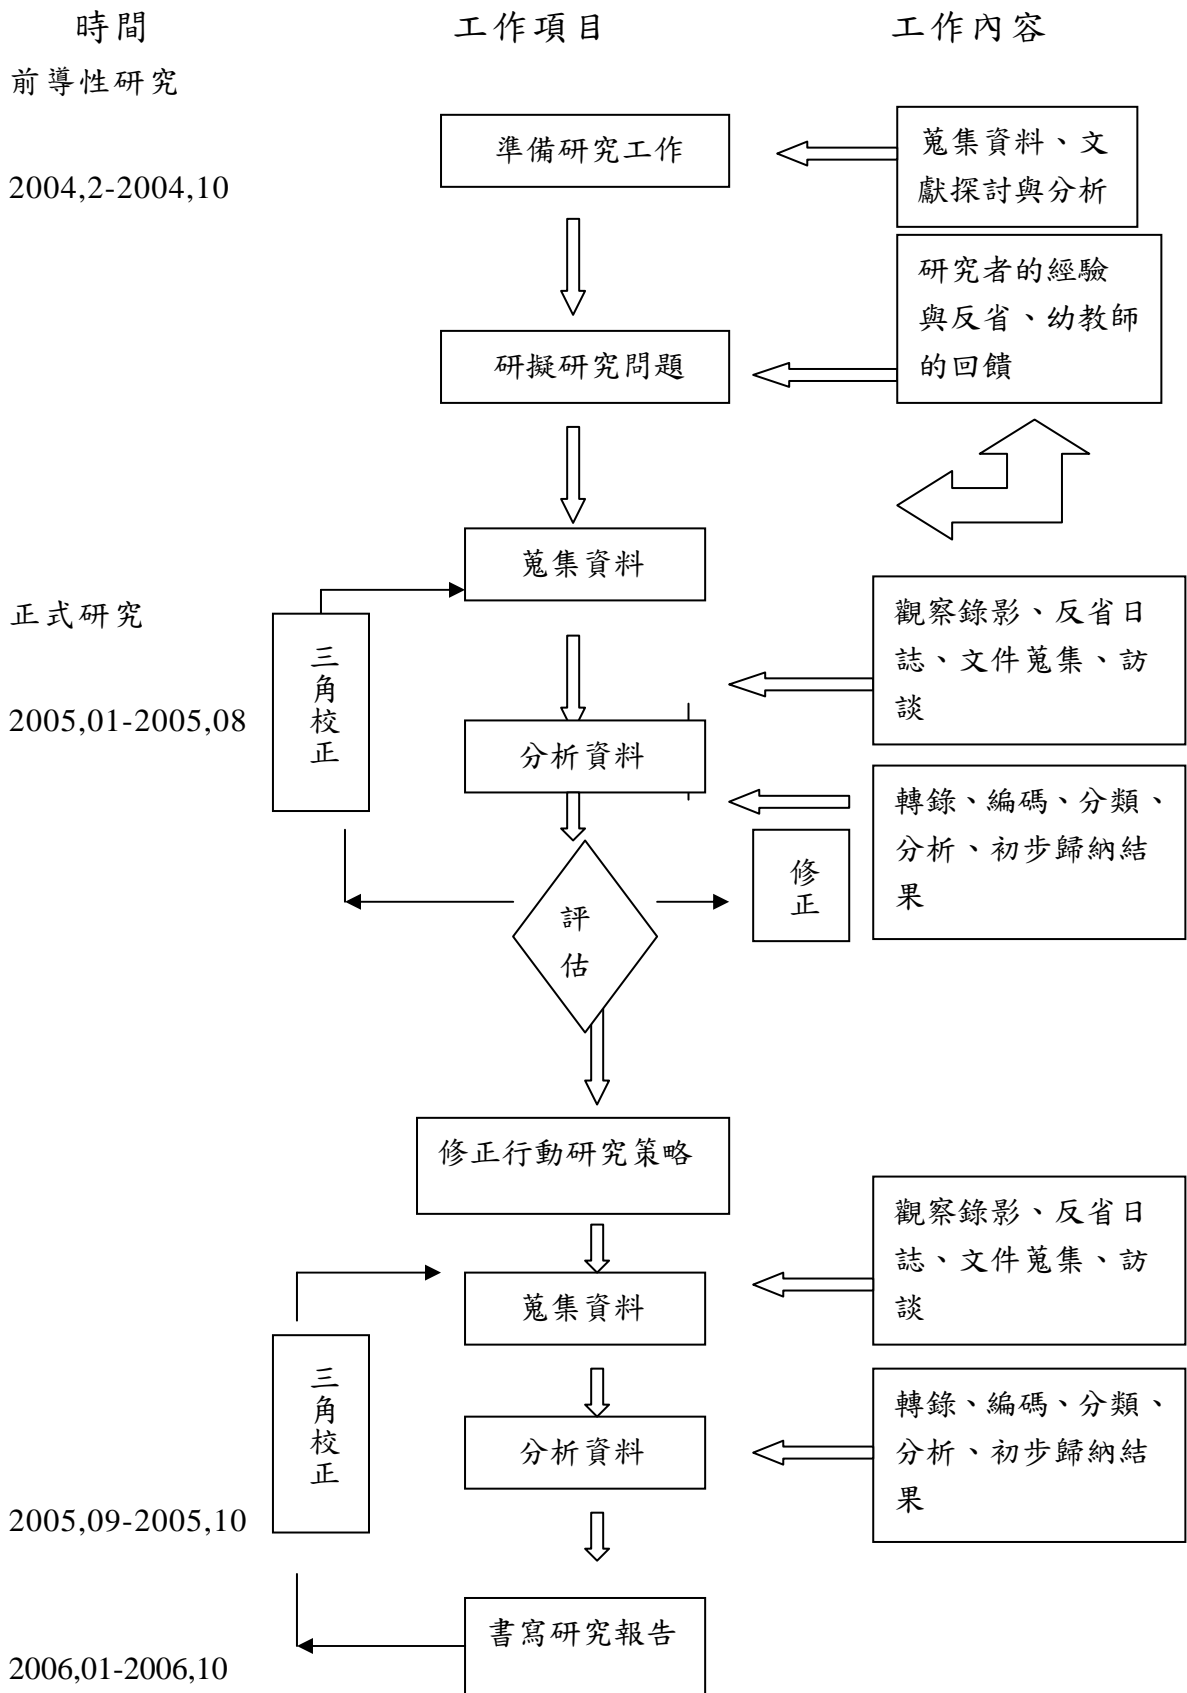 時間
工作項目
工作內容
前導性研究
準備研究工作
蒐集資料、文
獻探討與分析
2004,2-2004,10
研究者的經驗
與反省、幼教師
的回饋
研擬研究問題
蒐集資料
正式研究
三角校正
觀察錄影、反省日
誌、文件蒐集、訪
談
2005,01-2005,08
分析資料
轉錄、編碼、分類、
分析、初步歸納結
果
修正
評
估
修正行動研究策略
觀察錄影、反省日
誌、文件蒐集、訪
談
蒐集資料
三角校正
轉錄、編碼、分類、
分析、初步歸納結
果
分析資料
2005,09-2005,10
書寫研究報告
2006,01-2006,10